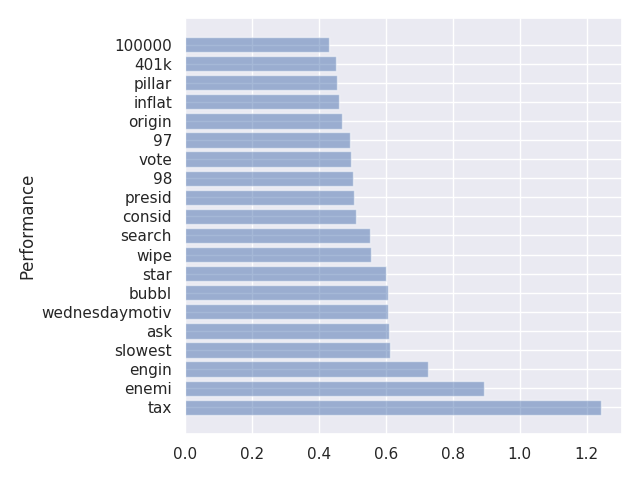 Performance
100000
401k
pillar
inflat
origin
97
vote
98
presid
consid
search
wipe
star
bubbl
wednesdaymotiv
ask
slowest
engin
enemi
tax
0.0 0.2 0.4 0.6 0.8 1.0 1.2